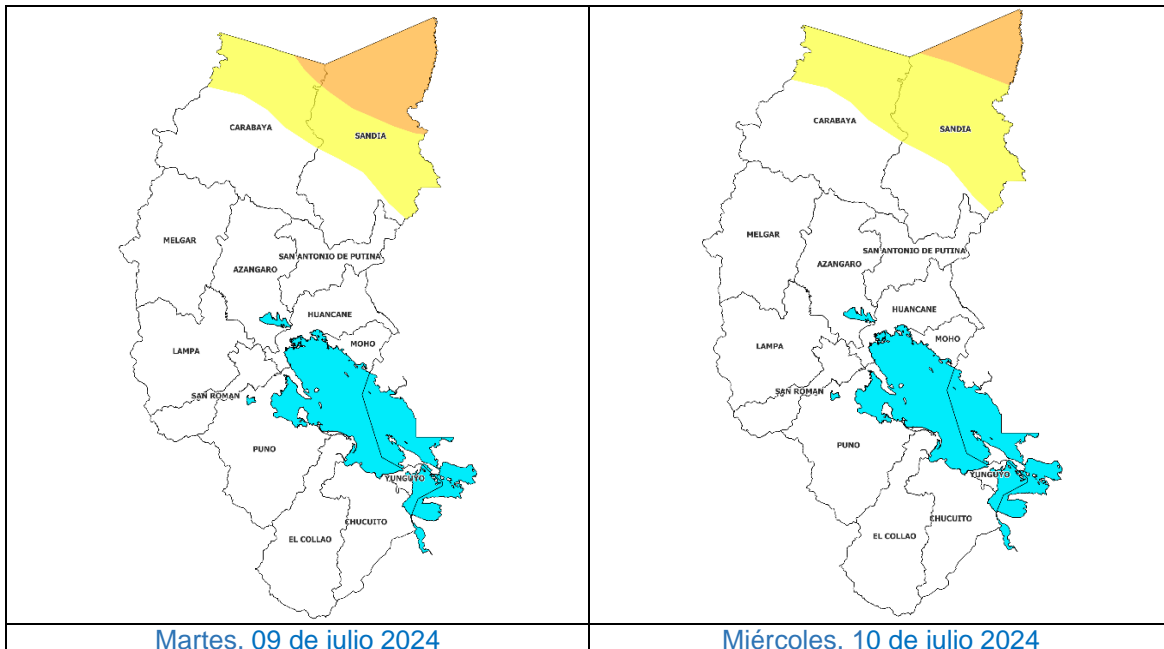 CARABAYA
SANDIA
MELGAR
SAN ANTONIO DE PUTINA
AZANGARO
HUANCANE
MOHO
LAMPA
SAN ROMAN
PUNO
YUNGUYO
CHUCUITO
EL COLLAO
Martes, 09 de julio 2024
CARABAYA
SANDIA
MELGAR
SAN ANTONIO DE PUTINA
AZANGARO
HUANCANE
MOHO
LAMPA
SAN ROMAN
PUNO
YUNGUYO
CHUCUITO
EL COLLAO
Miércoles, 10 de julio 2024